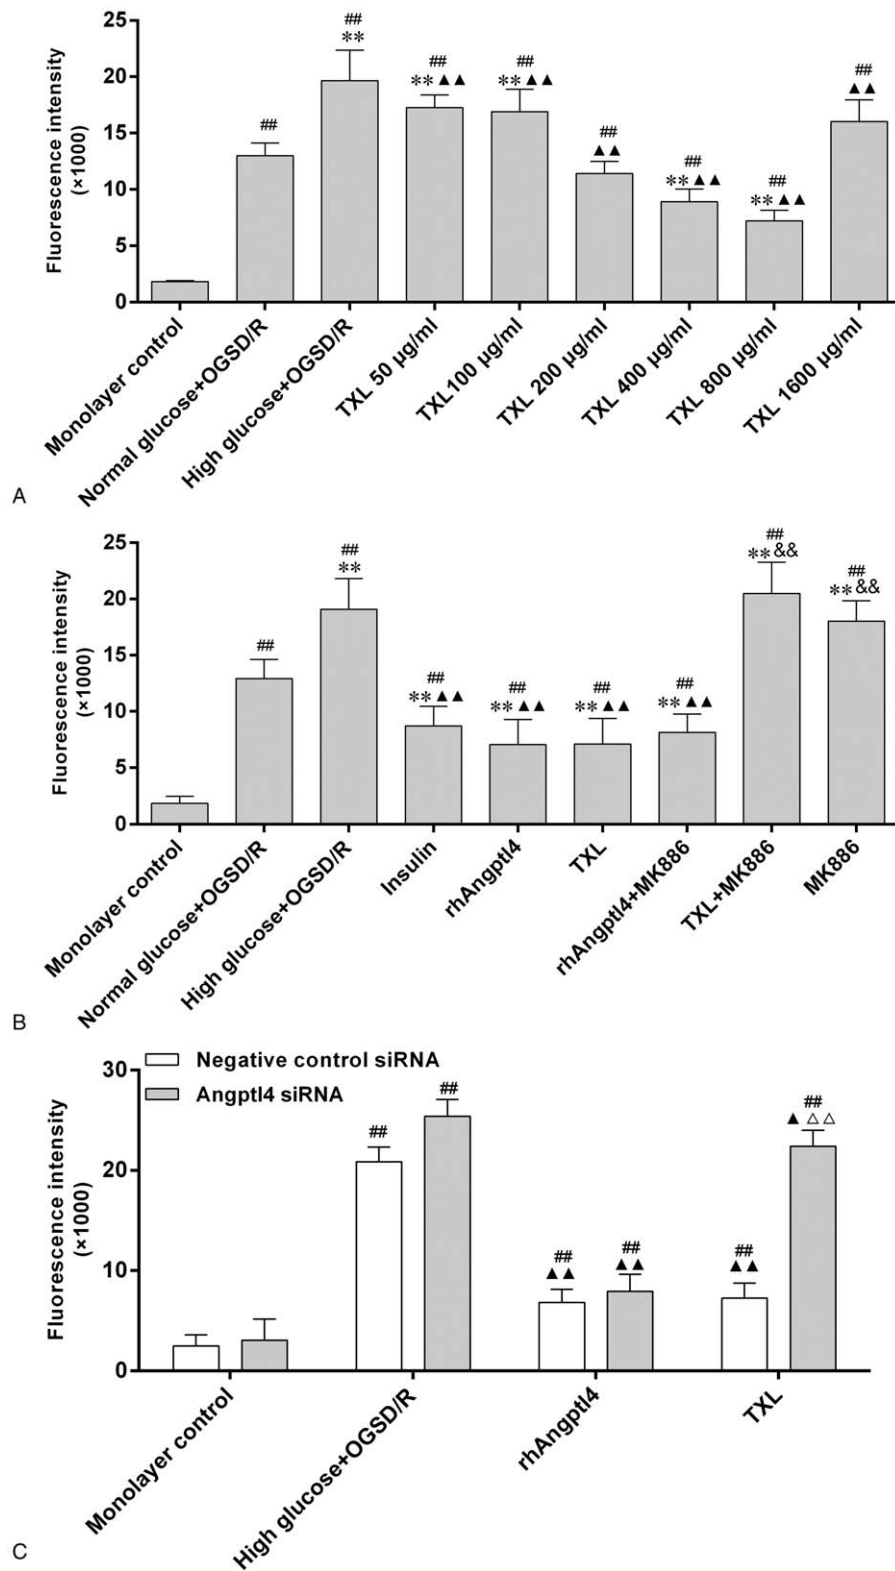 Fluorescence intensity
(×1000)
25
20
15
10
5
0
##
##
**
##
** ▲▲
##
** ▲▲
##
▲▲
##
** ▲▲
##
** ▲▲
##
▲▲
Monolayer control
Normal glucose+OGSD/R
High glucose+OGSD/R
TXL 50 μg/ml
TXL 100 μg/ml
TXL 200 μg/ml
TXL 400 μg/ml
TXL 800 μg/ml
TXL 1600 μg/ml
A
Fluorescence intensity
(×1000)
25
20
15
10
5
0
##
##
**
##
** ▲▲
##
** ▲▲
##
** ▲▲
##
** ▲▲
##
**&&
##
**&&
Monolayer control
Normal glucose+OGSD/R
High glucose+OGSD/R
Insulin
rhAngptl4
TXL
rhAngptl4+MK886
TXL+MK886
MK886
B
Negative control siRNA
Angptl4 siRNA
Fluorescence intensity
(×1000)
30
20
10
0
##
##
##
▲▲
##
▲▲
##
▲▲
##
▲△△
Monolayer control
High glucose+OGSD/R
rhAngptl4
TXL
C